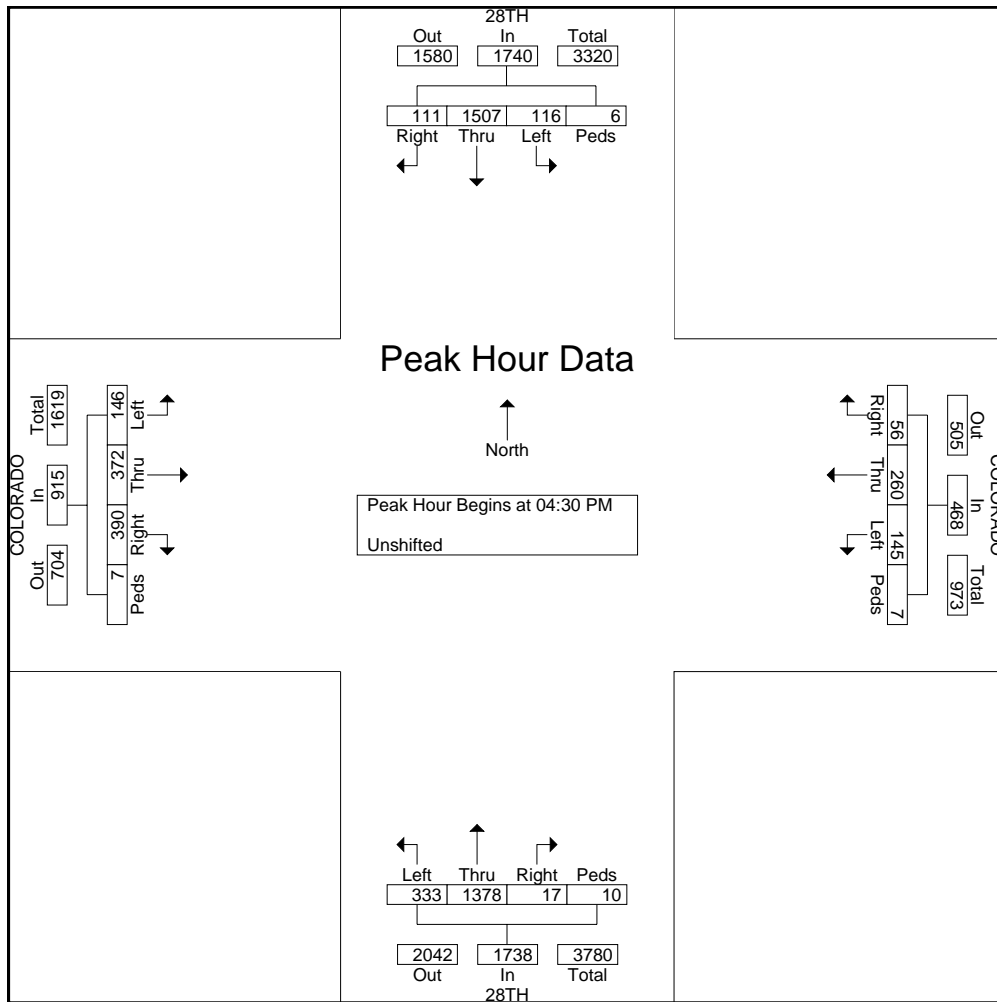 28TH
Out In Total
1580 1740 3320
111 1507 116 6
Right Thru Left Peds
Peak Hour Data
North
Peak Hour Begins at 04:30 PM
Unshifted
COLORADO
Total In Out
1619 915 704
146 372 390 7
Left Thru Right Peds
COLORADO
Out In Total
505 468 973
56 260 145 7
Right Thru Left Peds
Left Thru Right Peds
333 1378 17 10
2042 1738 3780
Out In Total
28TH